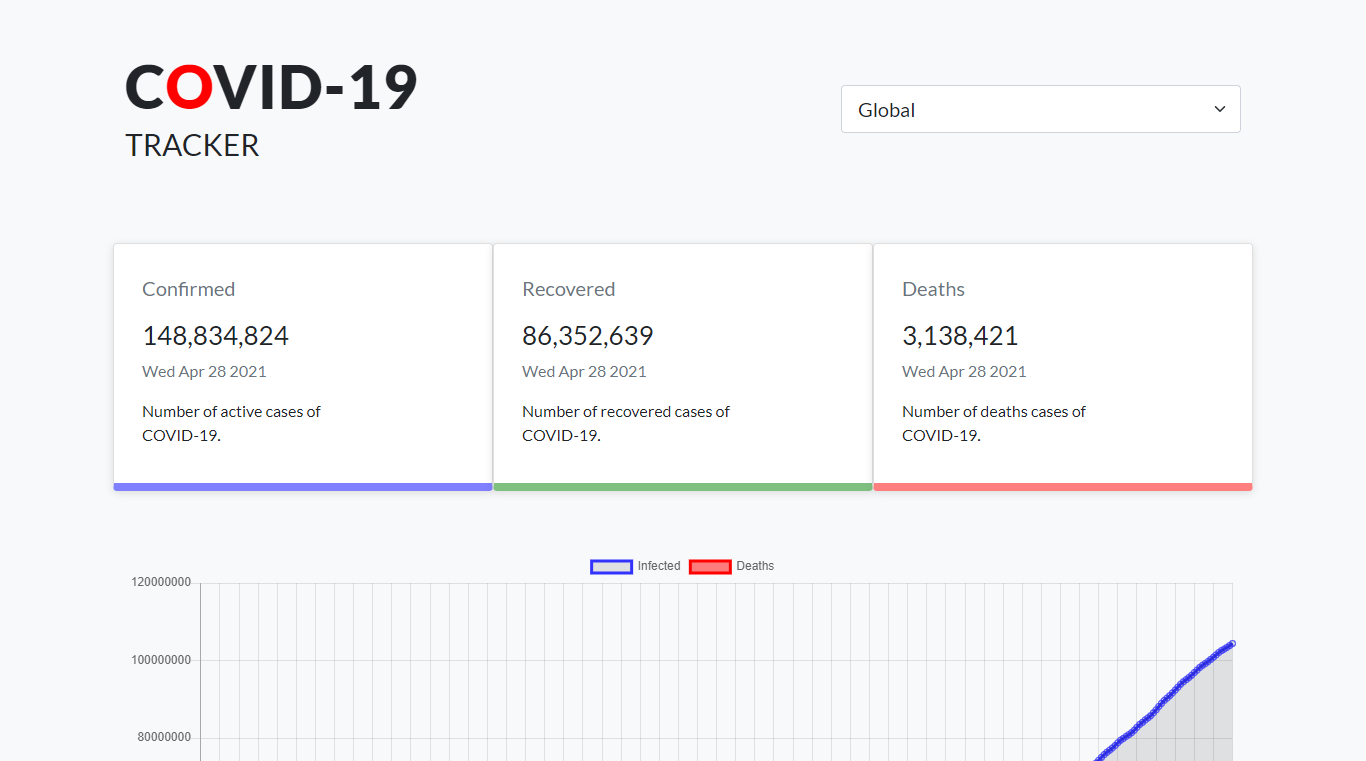 COVID-19
TRACKER
Global
Confirmed
148,834,824
Wed Apr 28 2021
Number of active cases of
COVID-19.
Recovered
86,352,639
Wed Apr 28 2021
Number of recovered cases of
COVID-19.
Deaths
3,138,421
Wed Apr 28 2021
Number of deaths cases of
COVID-19.
Infected
Deaths
120000000
100000000
80000000